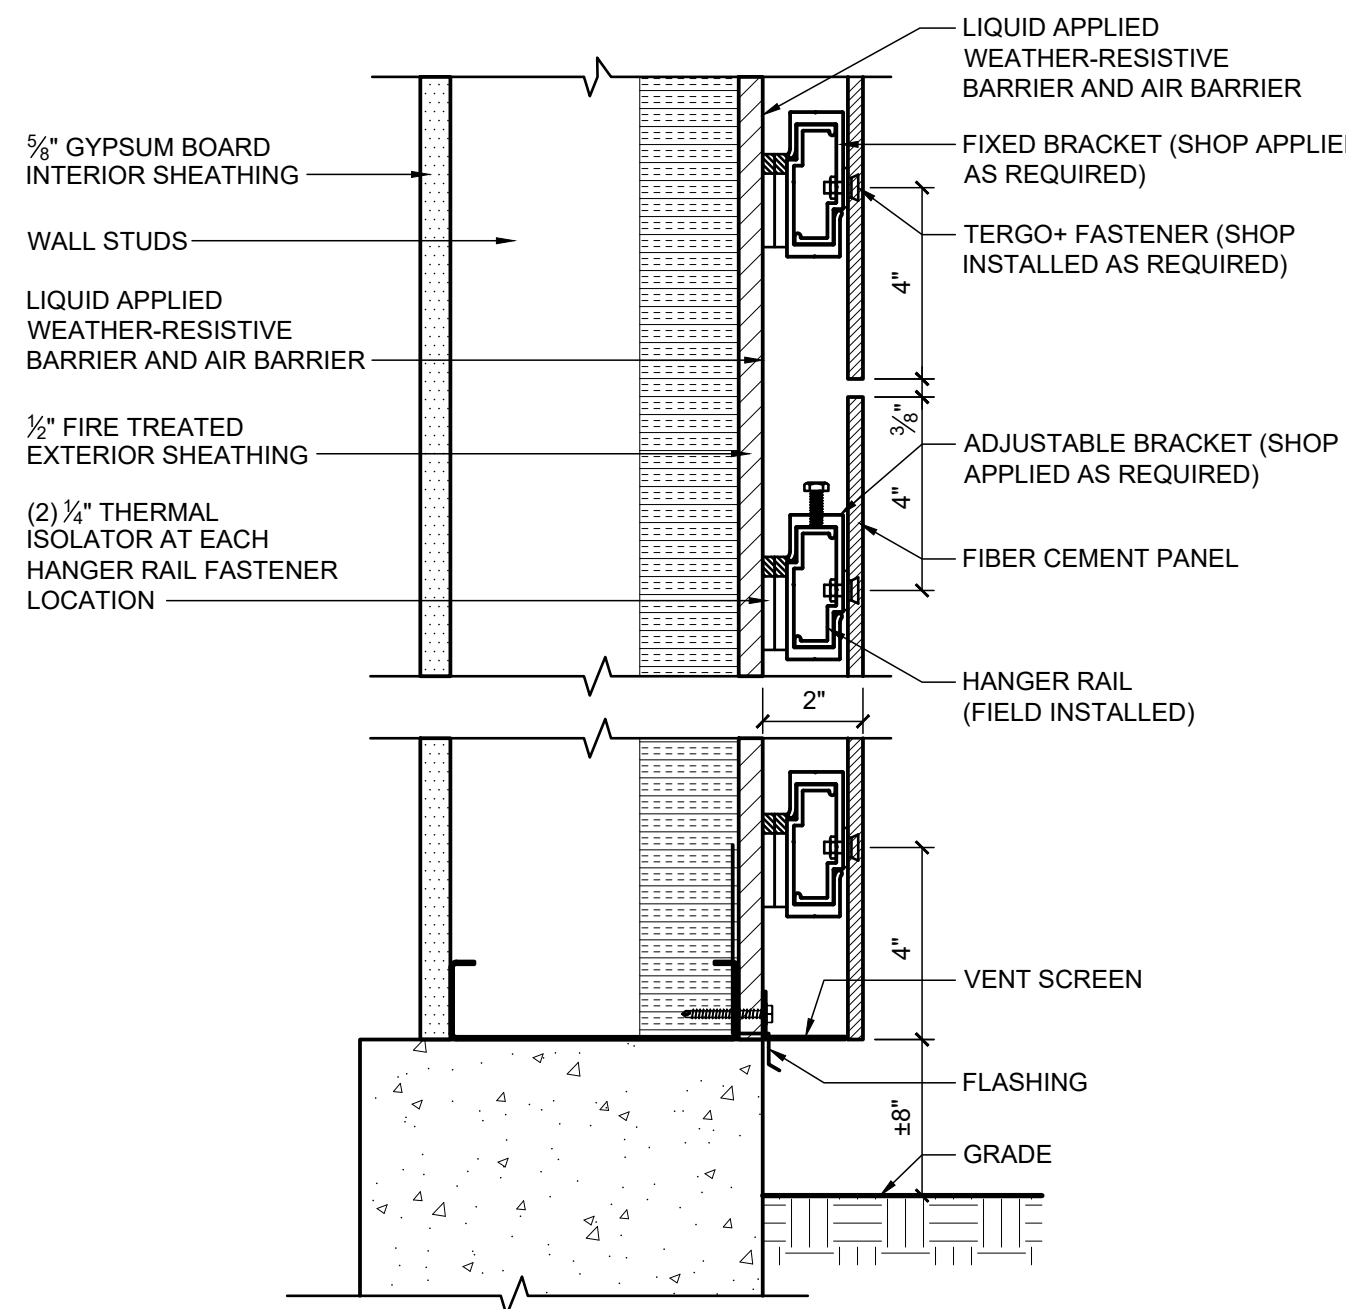 LIQUID APPLIED
WEATHER-RESISTIVE
BARRIER AND AIR BARRIER
FIXED BRACKET (SHOP APPLIE
AS REQUIRED)
TERGO+ FASTENER (SHOP
INSTALLED AS REQUIRED)
4"
3/8"
4"
ADJUSTABLE BRACKET (SHOP
APPLIED AS REQUIRED)
FIBER CEMENT PANEL
HANGER RAIL
(FIELD INSTALLED)
5/8" GYPSUM BOARD
INTERIOR SHEATHING
WALL STUDS
LIQUID APPLIED
WEATHER-RESISTIVE
BARRIER AND AIR BARRIER
1/2" FIRE TREATED
EXTERIOR SHEATHING
(2) 1/4" THERMAL
ISOLATOR AT EACH
HANGER RAIL FASTENER
LOCATION
2"
4"
VENT SCREEN
FLASHING
±8"
GRADE